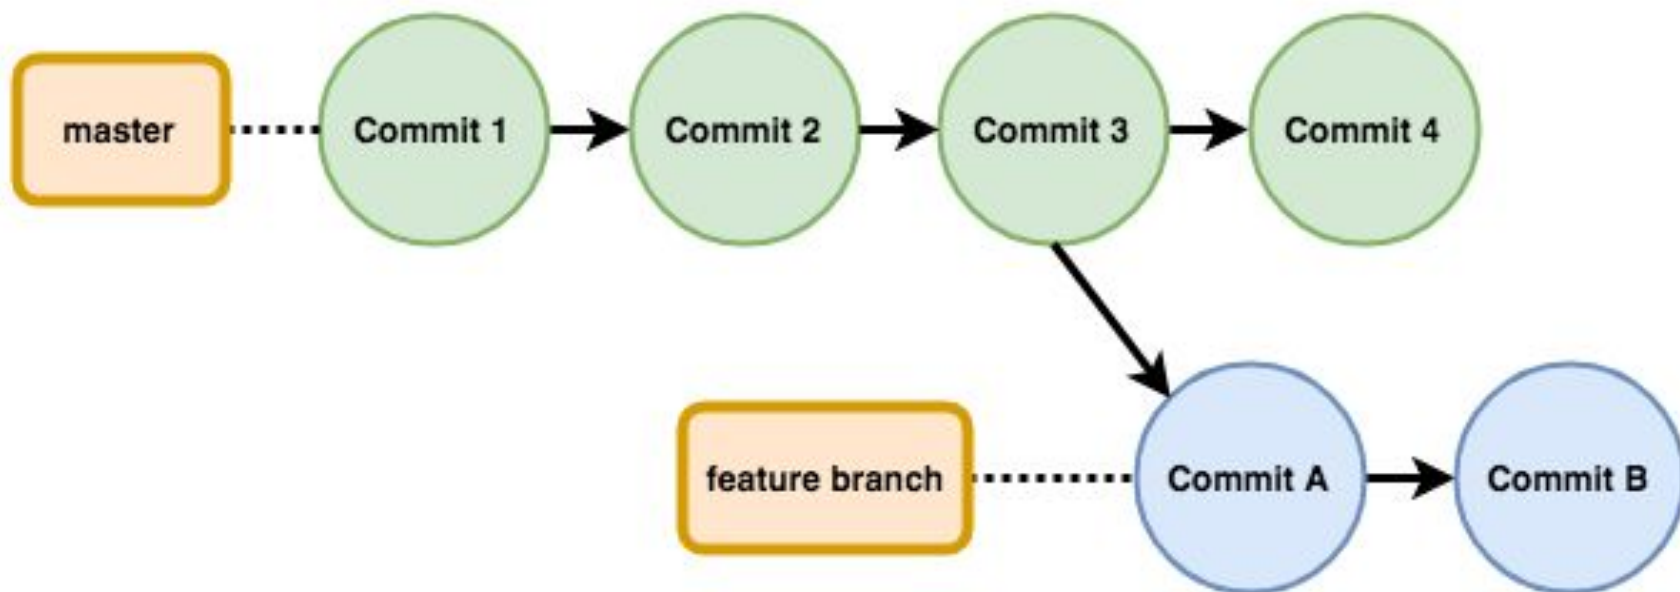 master
Commit 1
Commit 2
Commit 3
Commit 4
feature branch
Commit A
Commit B